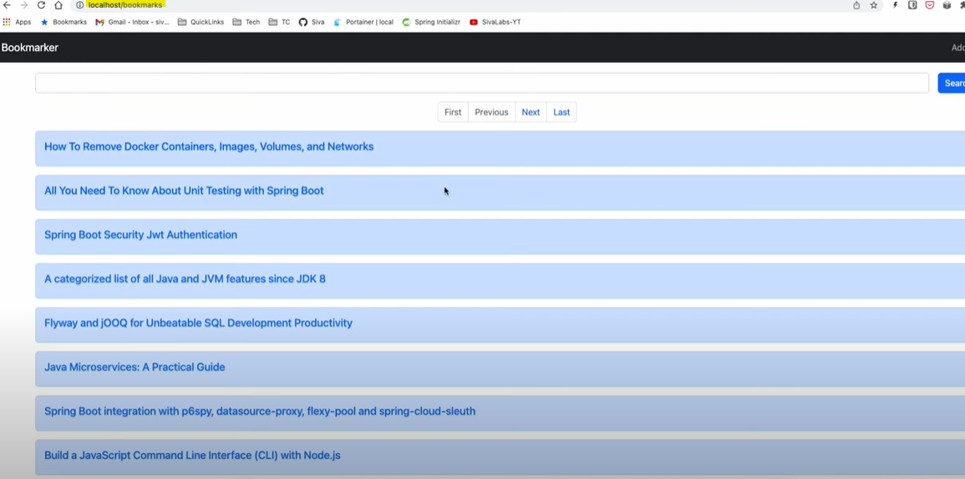 localhost/bookmarks
Apps Bookmarks Gmail - Inbox - siv... QuickLinks Tech TC Siva Portainer | local Spring Initializr SivaLabs-YT
Bookmarker Add
Searc
First Previous Next Last
How To Remove Docker Containers, Images, Volumes, and Networks
All You Need To Know About Unit Testing with Spring Boot
Spring Boot Security Jwt Authentication
A categorized list of all Java and JVM features since JDK 8
Flyway and jOOQ for Unbeatable SQL Development Productivity
Java Microservices: A Practical Guide
Spring Boot integration with p6spy, datasource-proxy, flexy-pool and spring-cloud-sleuth
Build a JavaScript Command Line Interface (CLI) with Node.js